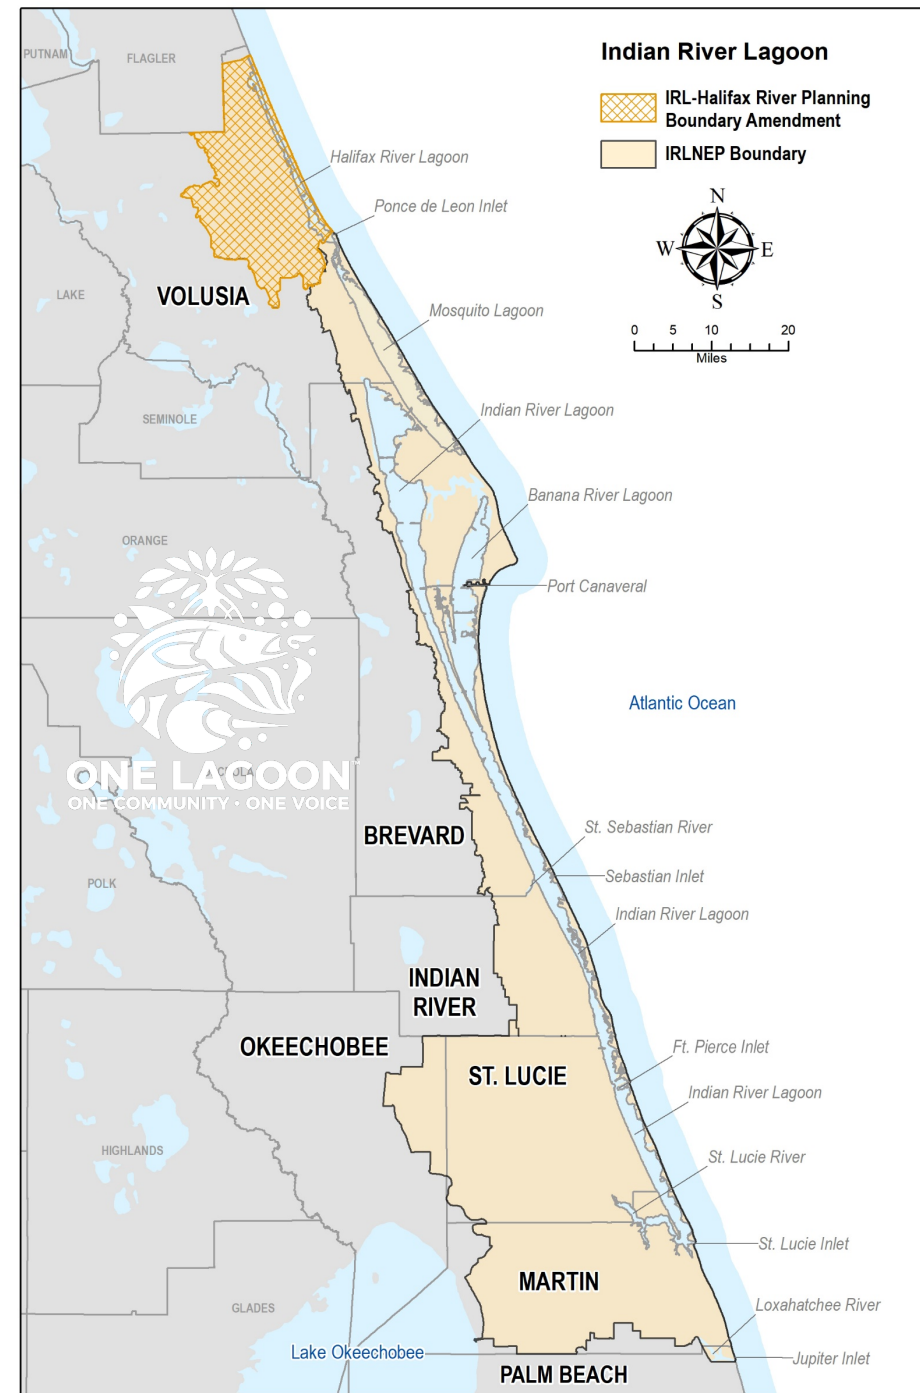 Indian River Lagoon
IRL-Halifax River Planning
Boundary Amendment
IRLNEP Boundary
N
W
E
S
0 5 10 20
Miles
PUTNAM
FLAGLER
Halifax River Lagoon
Ponce de Leon Inlet
LAKE
VOLUSIA
Mosquito Lagoon
SEMINOLE
Indian River Lagoon
Banana River Lagoon
ORANGE
Port Canaveral
Atlantic Ocean
ONE LAGOON™
ONE COMMUNITY • ONE VOICE
BREVARD
St. Sebastian River
Sebastian Inlet
POLK
Indian River Lagoon
INDIAN
RIVER
OKEECHOBEE
Ft. Pierce Inlet
ST. LUCIE
Indian River Lagoon
HIGHLANDS
St. Lucie River
St. Lucie Inlet
MARTIN
GLADES
Loxahatchee River
Lake Okeechobee
Jupiter Inlet
PALM BEACH